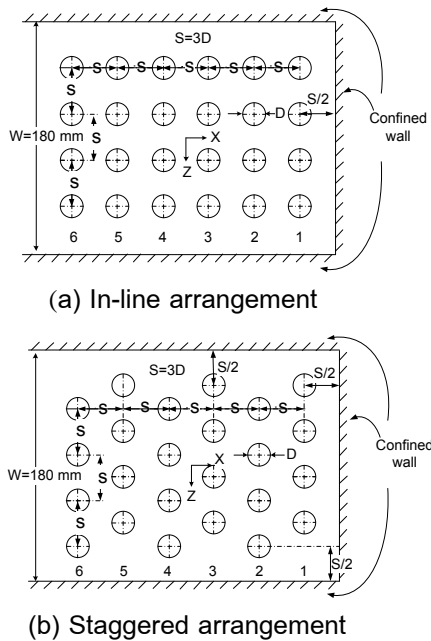 S=3D
S S S S S
S
S/2
W=180 mm
S
D
X
Confined
wall
Z
S
6 5 4 3 2 1
(a) In-line arrangement
S=3D
S/2
S/2
S S S S S
S
Confined
wall
W=180 mm
S
X
D
Z
S
S/2
6 5 4 3 2 1
(b) Staggered arrangement